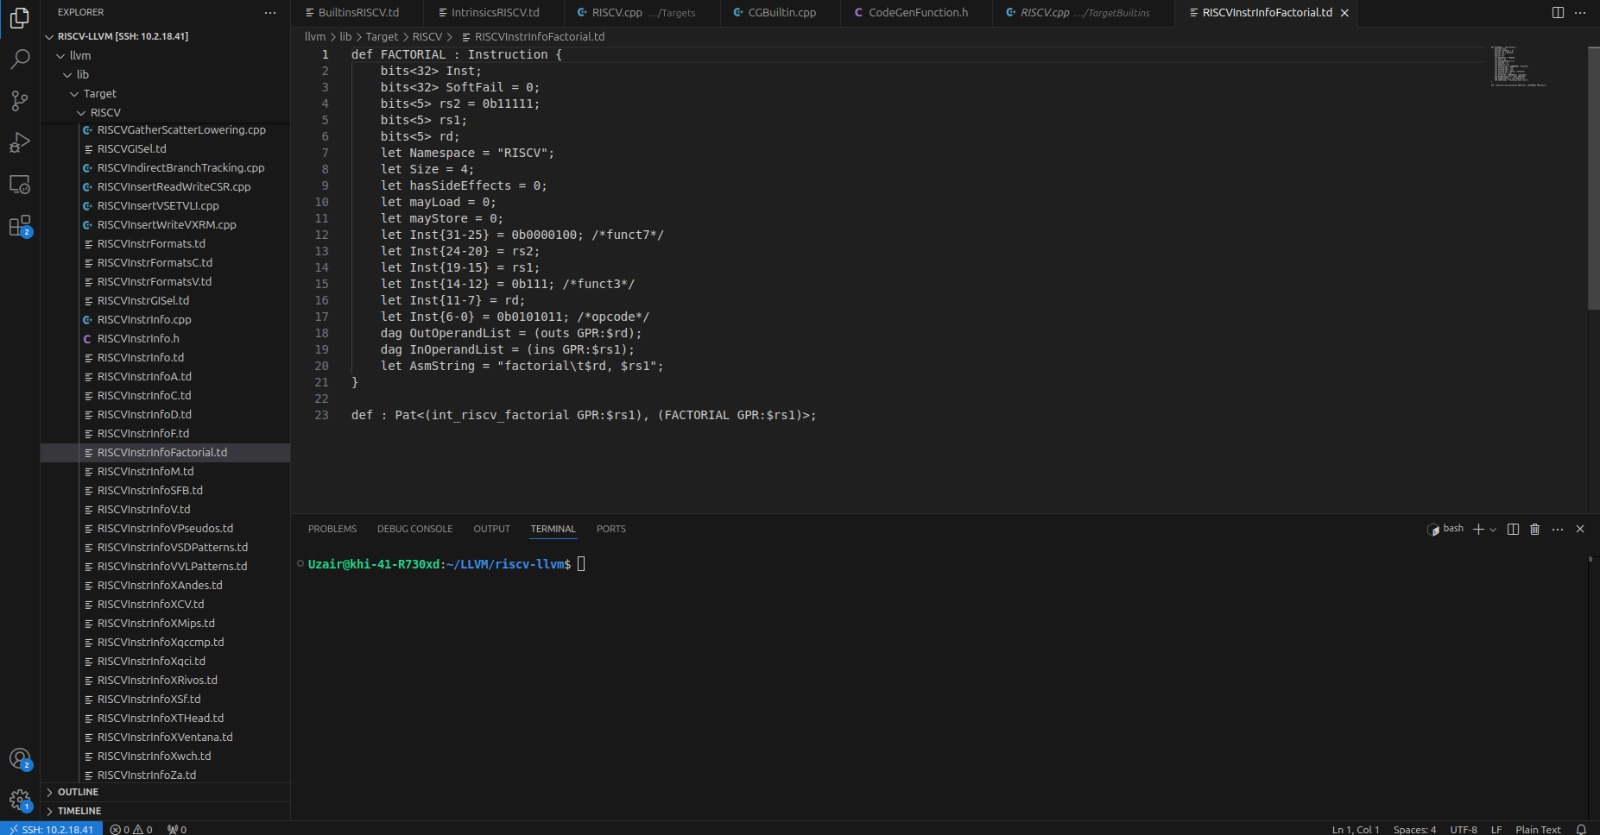 EXPLORER
RISCV-LLVM [SSH: 10.2.18.41]
llvm
lib
Target
RISCV
RISCVGatherScatterLowering.cpp
RISCVGISel.td
RISCVIndirectBranchTracking.cpp
RISCVInsertReadWriteCSR.cpp
RISCVInsertVSETVLI.cpp
RISCVInsertWriteVXRM.cpp
RISCVInstrFormats.td
RISCVInstrFormatsC.td
RISCVInstrFormatsV.td
RISCVInstrGISel.td
RISCVInstrInfo.cpp
RISCVInstrInfo.h
RISCVInstrInfo.td
RISCVInstrInfoA.td
RISCVInstrInfoC.td
RISCVInstrInfoD.td
RISCVInstrInfoF.td
RISCVInstrInfoFactorial.td
RISCVInstrInfoM.td
RISCVInstrInfoSFB.td
RISCVInstrInfoV.td
RISCVInstrInfoVPseudos.td
RISCVInstrInfoVSDPatterns.td
RISCVInstrInfoVVLPatterns.td
RISCVInstrInfoXAndes.td
RISCVInstrInfoXCV.td
RISCVInstrInfoXMips.td
RISCVInstrInfoXqccmp.td
RISCVInstrInfoXqci.td
RISCVInstrInfoXRivos.td
RISCVInstrInfoXSf.td
RISCVInstrInfoXTHead.td
RISCVInstrInfoXVentana.td
RISCVInstrInfoXwch.td
RISCVInstrInfoZa.td
OUTLINE
TIMELINE
2
2
1
BuiltinsRISCV.td IntrinsicsRISCV.td RISCV.cpp .../Targets CGBuiltin.cpp CodeGenFunction.h RISCV.cpp .../TargetBuiltins RISCVInstrInfoFactorial.td
llvm > lib > Target > RISCV > RISCVInstrInfoFactorial.td
1 def FACTORIAL : Instruction {
2 bits<32> Inst;
3 bits<32> SoftFail = 0;
4 bits<5> rs2 = 0b11111;
5 bits<5> rs1;
6 bits<5> rd;
7 let Namespace = "RISCV";
8 let Size = 4;
9 let hasSideEffects = 0;
10 let mayLoad = 0;
11 let mayStore = 0;
12 let Inst{31-25} = 0b0000100; /*funct7*/
13 let Inst{24-20} = rs2;
14 let Inst{19-15} = rs1;
15 let Inst{14-12} = 0b111; /*funct3*/
16 let Inst{11-7} = rd;
17 let Inst{6-0} = 0b0101011; /*opcode*/
18 dag OutOperandList = (outs GPR:$rd);
19 dag InOperandList = (ins GPR:$rs1);
20 let AsmString = "factorial\t$rd, $rs1";
21 }
22
23 def : Pat<(int_riscv_factorial GPR:$rs1), (FACTORIAL GPR:$rs1)>;
PROBLEMS DEBUG CONSOLE OUTPUT TERMINAL PORTS bash
Uzair@khi-41-R730xd:~/LLVM/riscv-llvm$
SSH: 10.2.18.41 0 0 0 Ln 1, Col 1 Spaces: 4 UTF-8 LF Plain Text